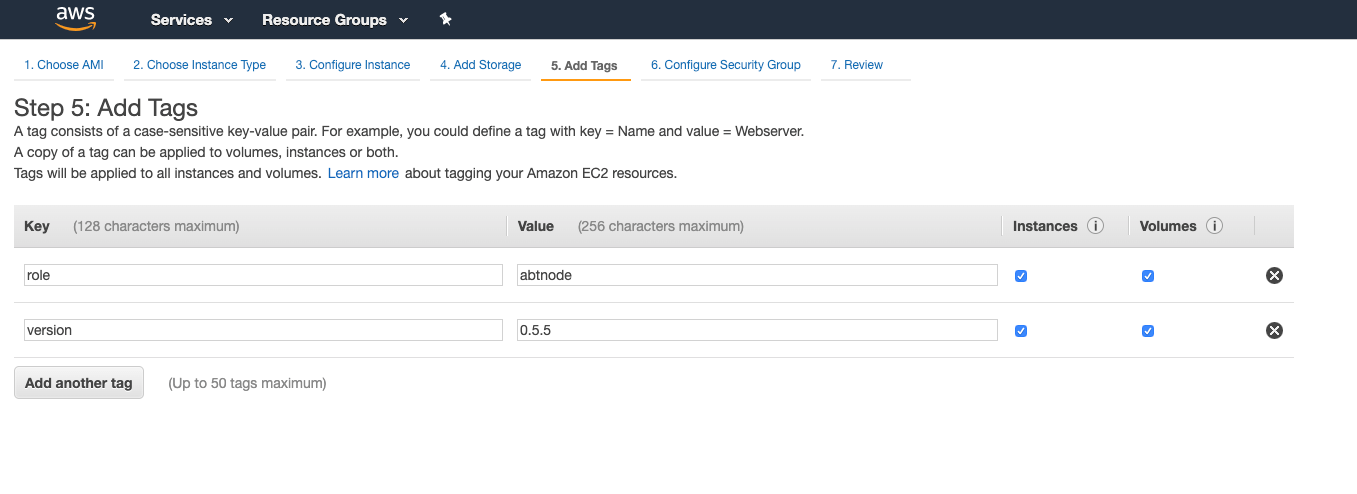 aws Services Resource Groups
1. Choose AMI 2. Choose Instance Type 3. Configure Instance 4. Add Storage 5. Add Tags 6. Configure Security Group 7. Review
Step 5: Add Tags
A tag consists of a case-sensitive key-value pair. For example, you could define a tag with key = Name and value = Webserver.
A copy of a tag can be applied to volumes, instances or both.
Tags will be applied to all instances and volumes. Learn more about tagging your Amazon EC2 resources.
Key (128 characters maximum) Value (256 characters maximum) Instances i Volumes i
role abtnode
version 0.5.5
Add another tag (Up to 50 tags maximum)